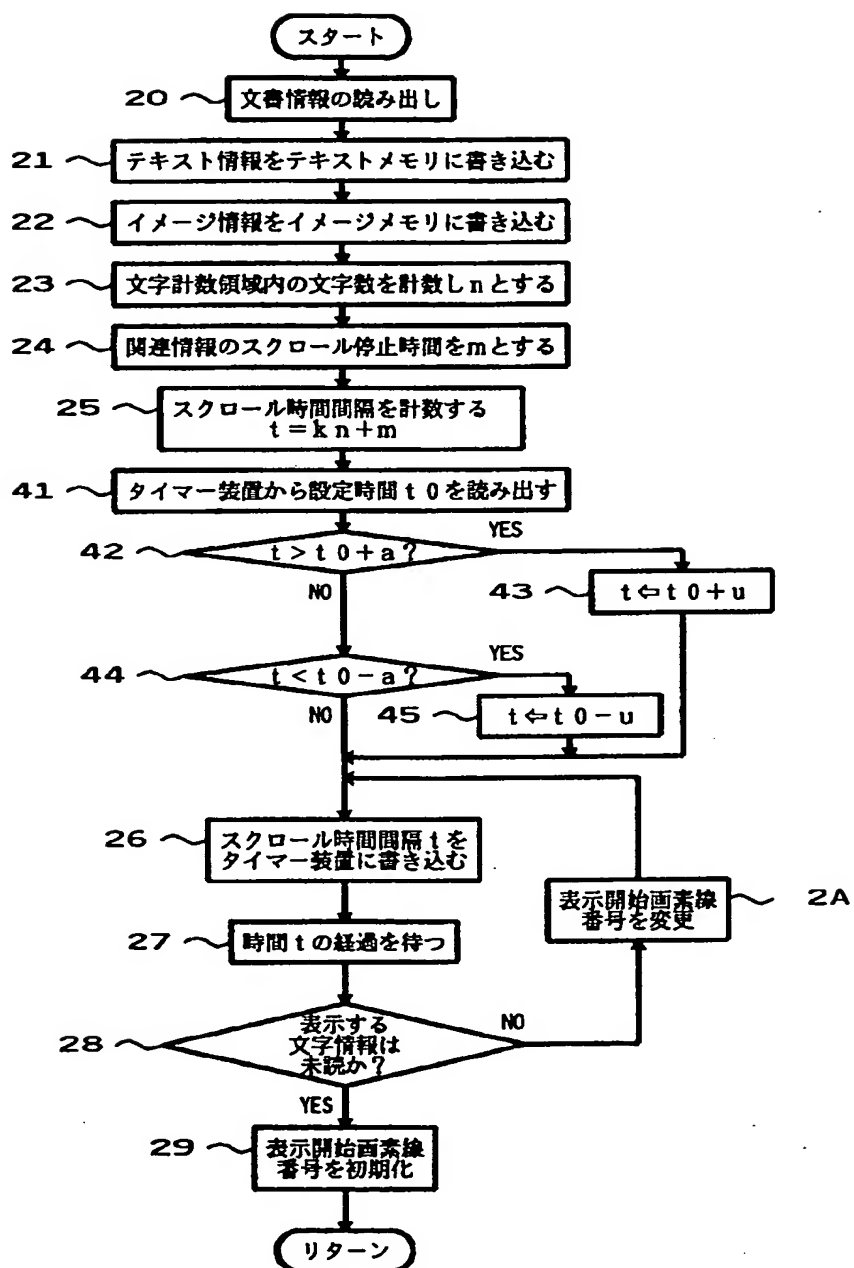 スタート
20 文書情報の読み出し
21 テキスト情報をテキストメモリに書き込む
22 イメージ情報をイメージメモリに書き込む
23 文字計数領域内の文字数を計数しnとする
24 関連情報のスクロール停止時間をmとする
25 スクロール時間間隔を計数する
t=kn+m
41 タイマー装置から設定時間t0を読み出す
42 t>t0+a? YES
NO
43 t⇦t0+u
44 t<t0-a? YES
NO
45 t⇦t0-u
26 スクロール時間間隔tを
タイマー装置に書き込む
表示開始画素線
番号を変更
2A
27 時間tの経過を待つ
28 表示する
文字情報は
未読か?
NO
YES
29 表示開始画素線
番号を初期化
リターン